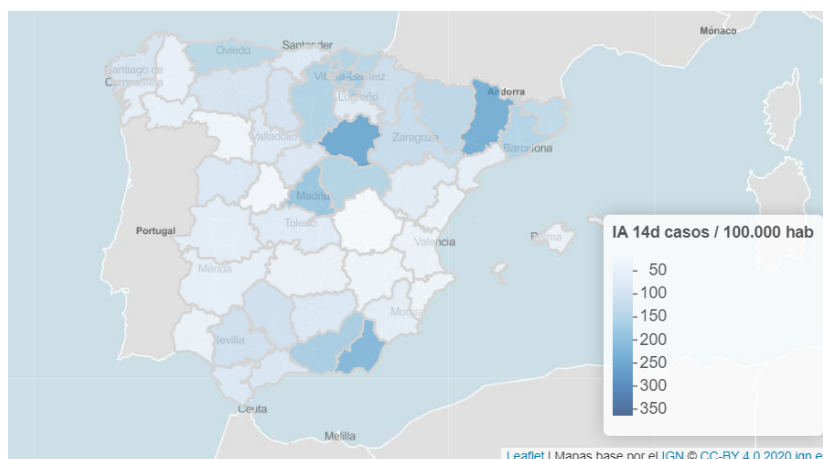 Mónaco
Oviedo
Santander
Santiago de
Compostela
Vitoria-Gasteiz
Logroño
Andorra
Valladolid
Zaragoza
Barcelona
Madrid
Portugal
Toledo
Palma
Valencia
Mérida
Murcia
Sevilla
Ceuta
Melilla
IA 14d casos / 100.000 hab
50
100
150
200
250
300
350
Leaflet | Mapas base por el IGN © CC-BY 4.0 2020 ign.e